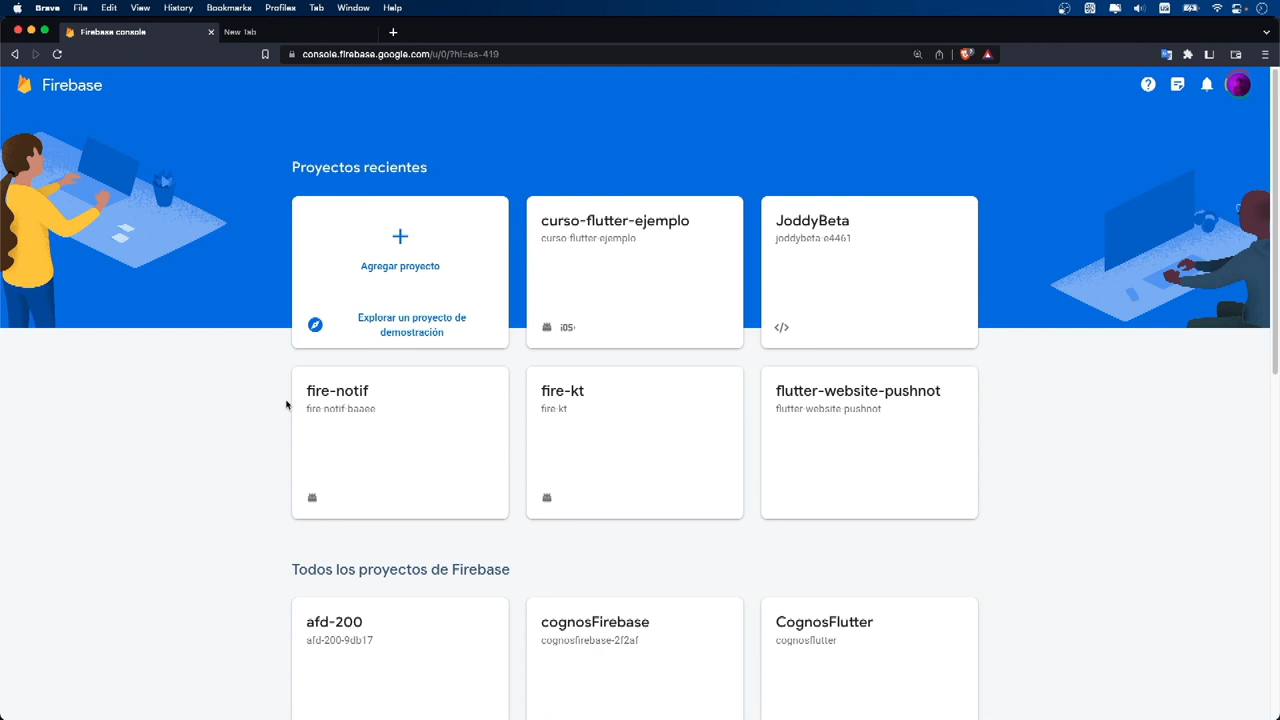 Brave File Edit View History Bookmarks Profiles Tab Window Help
Firebase console
New Tab
console.firebase.google.com/u/0/?hl=es-419
Firebase
Proyectos recientes
Agregar proyecto
Explorar un proyecto de
demostración
curso-flutter-ejemplo
curso-flutter-ejemplo
iOS+
JoddyBeta
joddybeta-e4461
</>
fire-notif
fire-notif-baaee
fire-kt
fire-kt
flutter-website-pushnot
flutter-website-pushnot
Todos los proyectos de Firebase
afd-200
afd-200-9db17
cognosFirebase
cognosfirebase-2f2af
CognosFlutter
cognosflutter